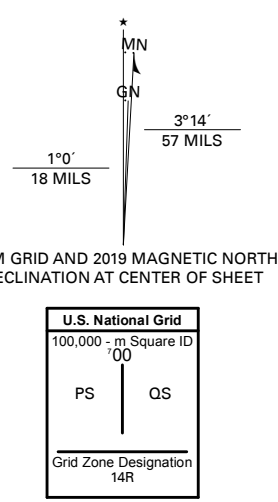 ★
MN
GN
3°14´
57 MILS
1°0´
18 MILS
M GRID AND 2019 MAGNETIC NORTH
ECLINATION AT CENTER OF SHEET
U.S. National Grid
100,000 - m Square ID
⁷00
PS QS
Grid Zone Designation
14R